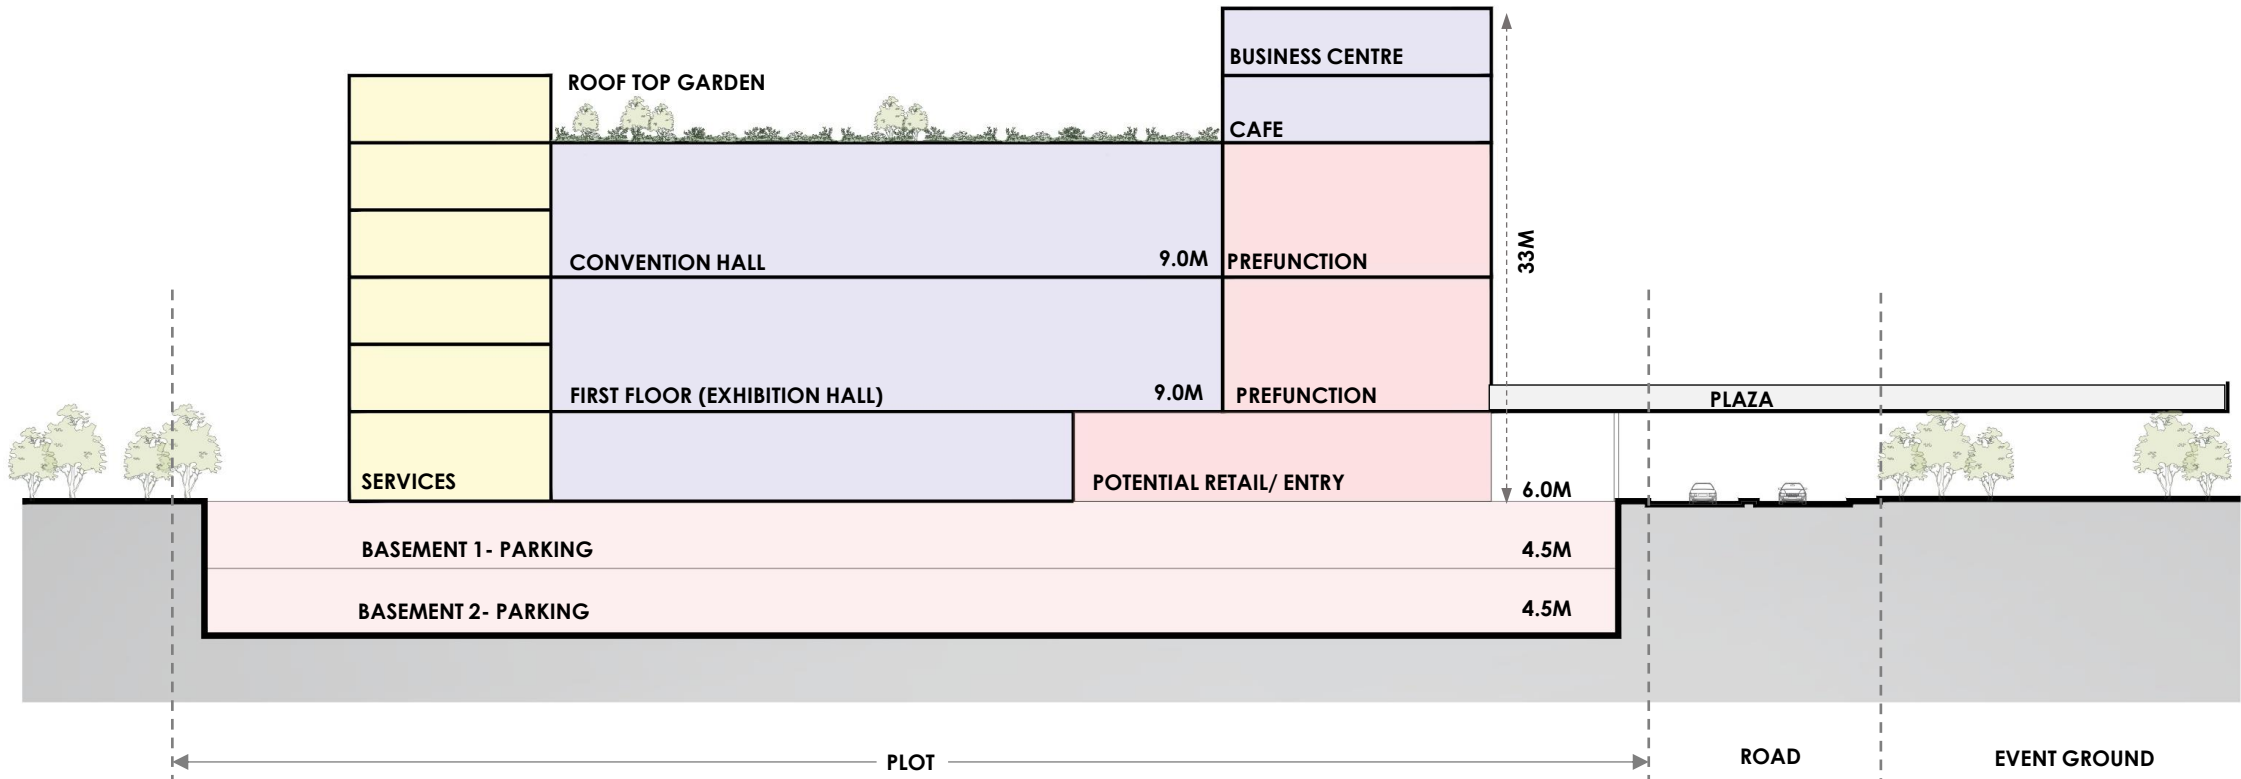 BUSINESS CENTRE
ROOF TOP GARDEN
CAFE
33M
CONVENTION HALL
9.0M
PREFUNCTION
FIRST FLOOR (EXHIBITION HALL)
9.0M
PREFUNCTION
PLAZA
SERVICES
POTENTIAL RETAIL/ ENTRY
6.0M
BASEMENT 1- PARKING
4.5M
BASEMENT 2- PARKING
4.5M
PLOT
ROAD
EVENT GROUND